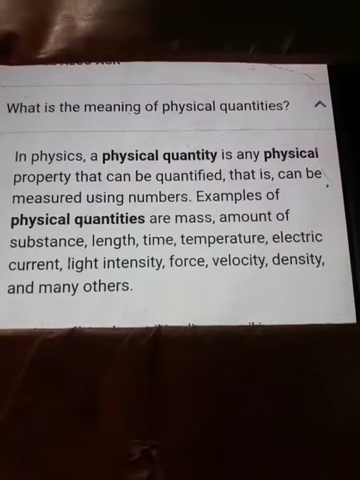 What is the meaning of physical quantities?
In physics, a physical quantity is any physical
property that can be quantified, that is, can be
measured using numbers. Examples of
physical quantities are mass, amount of
substance, length, time, temperature, electric
current, light intensity, force, velocity, density,
and many others.